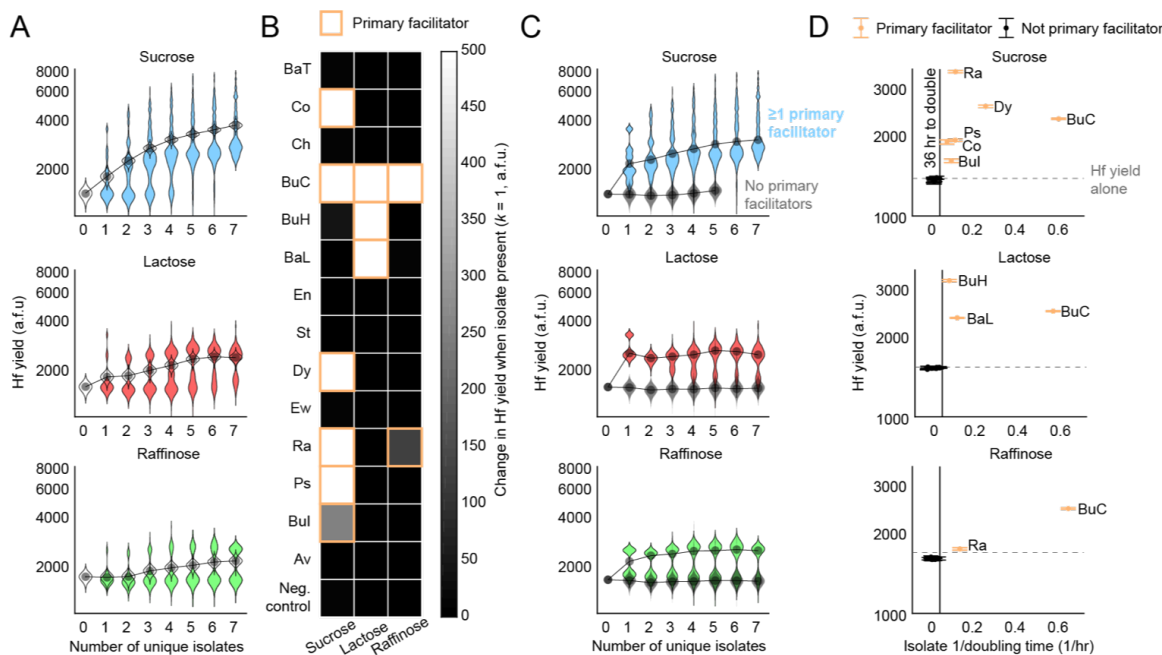 A
Sucrose
8000
6000
4000
2000
0 1 2 3 4 5 6 7
Lactose
8000
6000
4000
2000
0 1 2 3 4 5 6 7
Raffinose
8000
6000
4000
2000
0 1 2 3 4 5 6 7
Hf yield (a.f.u.)
Number of unique isolates
B
Primary facilitator
BaT
Co
Ch
BuC
BuH
BaL
En
St
Dy
Ew
Ra
Ps
Bul
Av
Neg.
control
Sucrose
Lactose
Raffinose
500
450
400
350
300
250
200
150
100
50
0
Change in Hf yield when isolate present (k = 1, a.f.u.)
C
Sucrose
8000
6000
4000
2000
≥1 primary
facilitator
No primary
facilitators
0 1 2 3 4 5 6 7
Lactose
8000
6000
4000
2000
0 1 2 3 4 5 6 7
Raffinose
8000
6000
4000
2000
0 1 2 3 4 5 6 7
Hf yield (a.f.u.)
Number of unique isolates
D
Primary facilitator
Not primary facilitator
Sucrose
3000
2000
1000
36 hr to double
Ra
Dy
BuC
Ps
Co
Bul
Hf yield
alone
0 0.2 0.4 0.6
Lactose
3000
2000
1000
BuH
BaL
BuC
0 0.2 0.4 0.6
Raffinose
3000
2000
1000
BuC
Ra
0 0.2 0.4 0.6
Isolate 1/doubling time (1/hr)